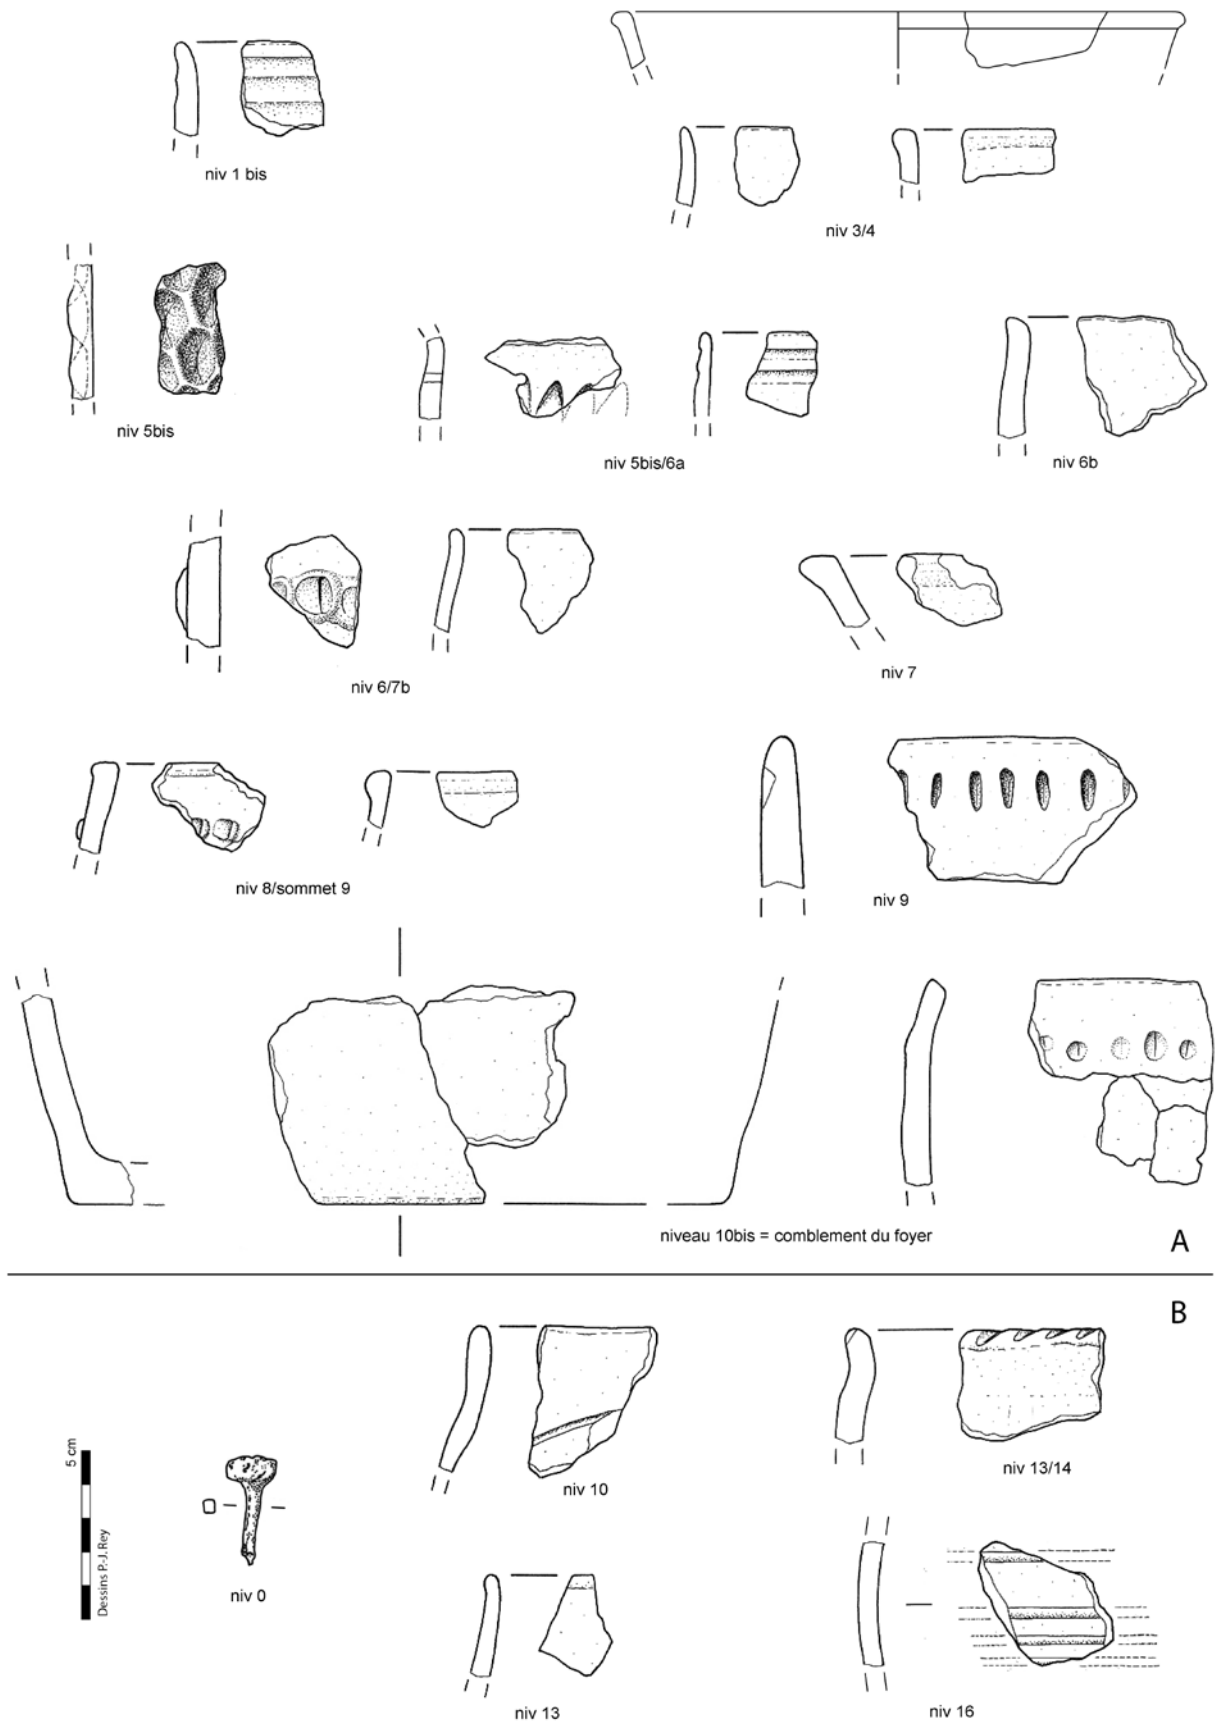 niv 1 bis
niv 3/4
niv 5bis
niv 5bis/6a
niv 6b
niv 6/7b
niv 7
niv 8/sommet 9
niv 9
niveau 10bis = comblement du foyer
A
B
5 cm
Dessins P.-J. Rey
niv 0
niv 10
niv 13/14
niv 13
niv 16